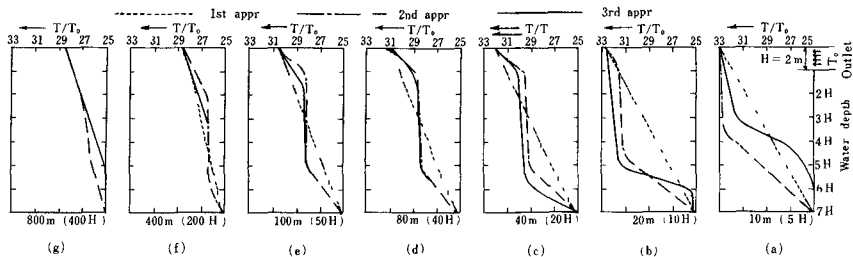 1st appr 2nd appr 3rd appr
T/T₀ T/T₀ T/T₀ T/T₀ T/T T/T₀ T/T₀
33 31 29 27 25 33 31 29 27 25 33 31 29 27 25 33 31 29 27 25 33 31 29 27 25 33 31 29 27 25 33 31 29 27 25
H = 2 m T₀ Outlet
2H
3H
4H
5H
6H
7H
Water depth
800m (400H) 400m (200H) 100m (50H) 80m (40H) 40m (20H) 20m (10H) 10m (5H)
(g) (f) (e) (d) (c) (b) (a)